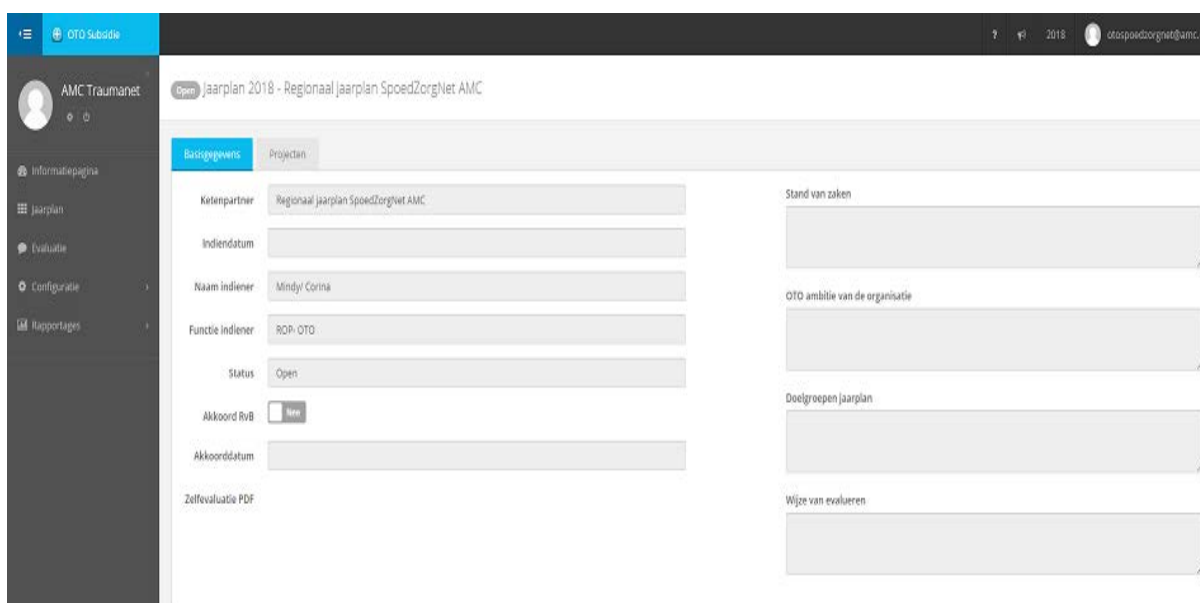 OTO Subsidie
? 2018 otospoedzorgnet@amc.
AMC Traumanet
Informatiepagina
Jaarplan
Evaluatie
Configuratie
Rapportages
Open Jaarplan 2018 - Regionaal jaarplan SpoedZorgNet AMC
Basisgegevens Projecten
Ketenpartner Regionaal jaarplan SpoedZorgNet AMC
Indiendatum
Naam indiener Mindy/ Corina
Functie indiener ROP- OTO
Status Open
Akkoord RvB Nee
Akkoorddatum
Zelfevaluatie PDF
Stand van zaken
OTO ambitie van de organisatie
Doelgroepen jaarplan
Wijze van evalueren